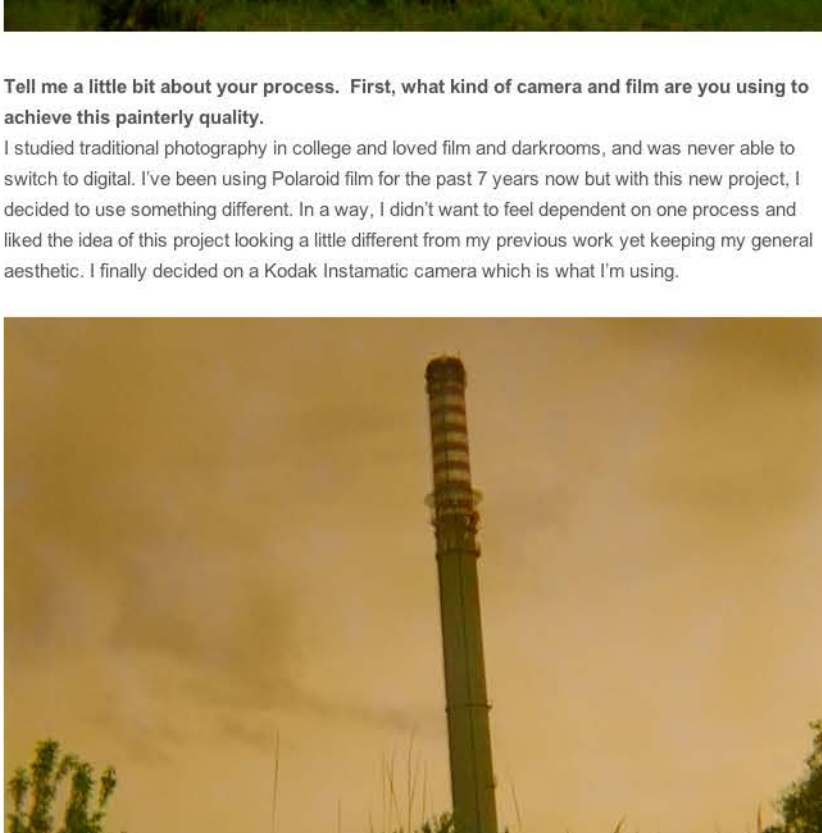 Tell me a little bit about your process.  First, what kind of camera and film are you using to
achieve this painterly quality.
I studied traditional photography in college and loved film and darkrooms, and was never able to
switch to digital. I've been using Polaroid film for the past 7 years now but with this new project, I
decided to use something different. In a way, I didn't want to feel dependent on one process and
liked the idea of this project looking a little different from my previous work yet keeping my general
aesthetic. I finally decided on a Kodak Instamatic camera which is what I'm using.